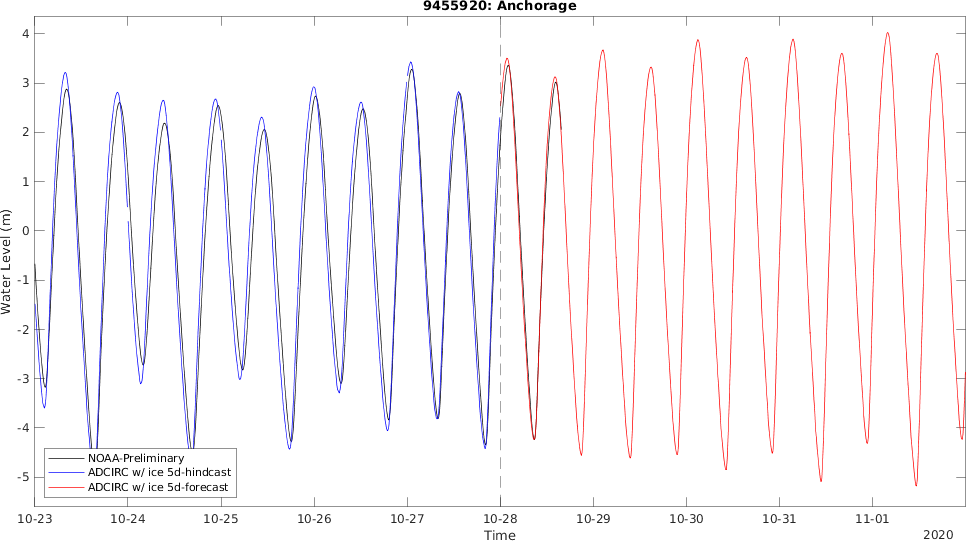 9455920: Anchorage
4
3
2
1
0
-1
-2
-3
-4
-5
Water Level (m)
NOAA-Preliminary
ADCIRC w/ ice 5d-hindcast
ADCIRC w/ ice 5d-forecast
10-23 10-24 10-25 10-26 10-27 10-28 10-29 10-30 10-31 11-01
Time
2020